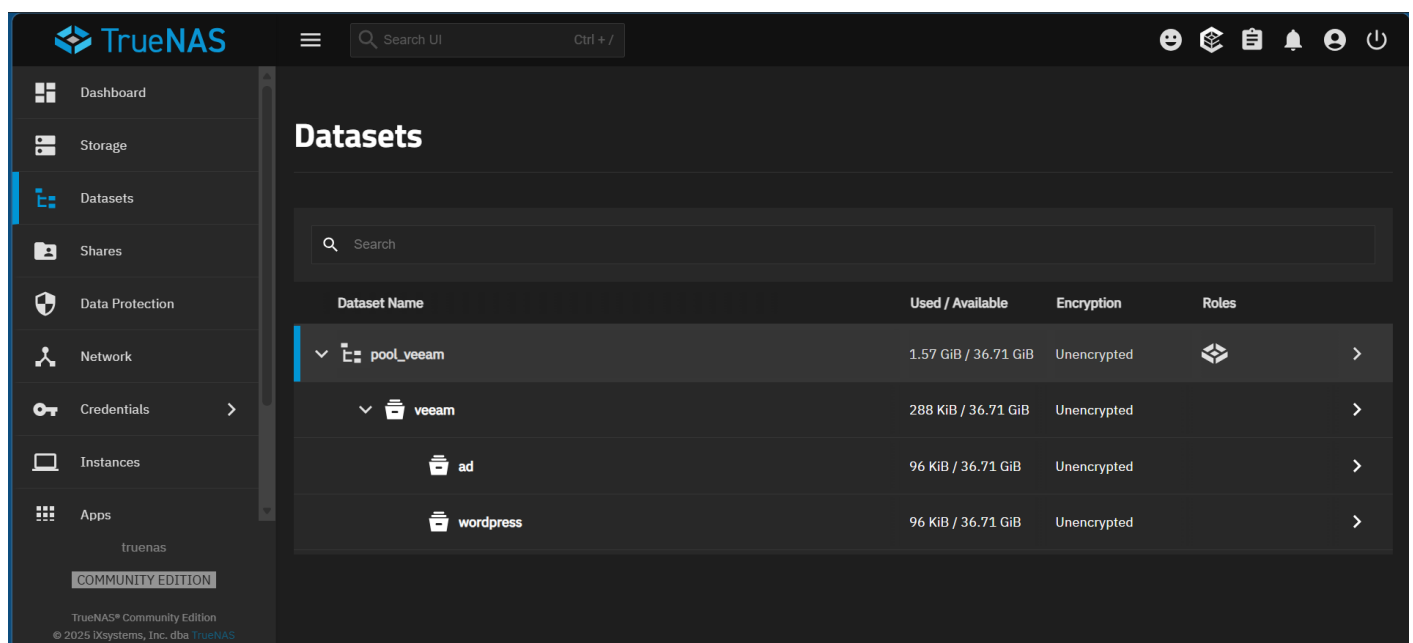 TrueNAS
Search UI Ctrl + /
Dashboard
Storage
Datasets
Shares
Data Protection
Network
Credentials
Instances
Apps
truenas
COMMUNITY EDITION
TrueNAS® Community Edition
© 2025 iXsystems, Inc. dba TrueNAS
Datasets
Search
Dataset Name Used / Available Encryption Roles
pool_veeam 1.57 GiB / 36.71 GiB Unencrypted
veeam 288 KiB / 36.71 GiB Unencrypted
ad 96 KiB / 36.71 GiB Unencrypted
wordpress 96 KiB / 36.71 GiB Unencrypted